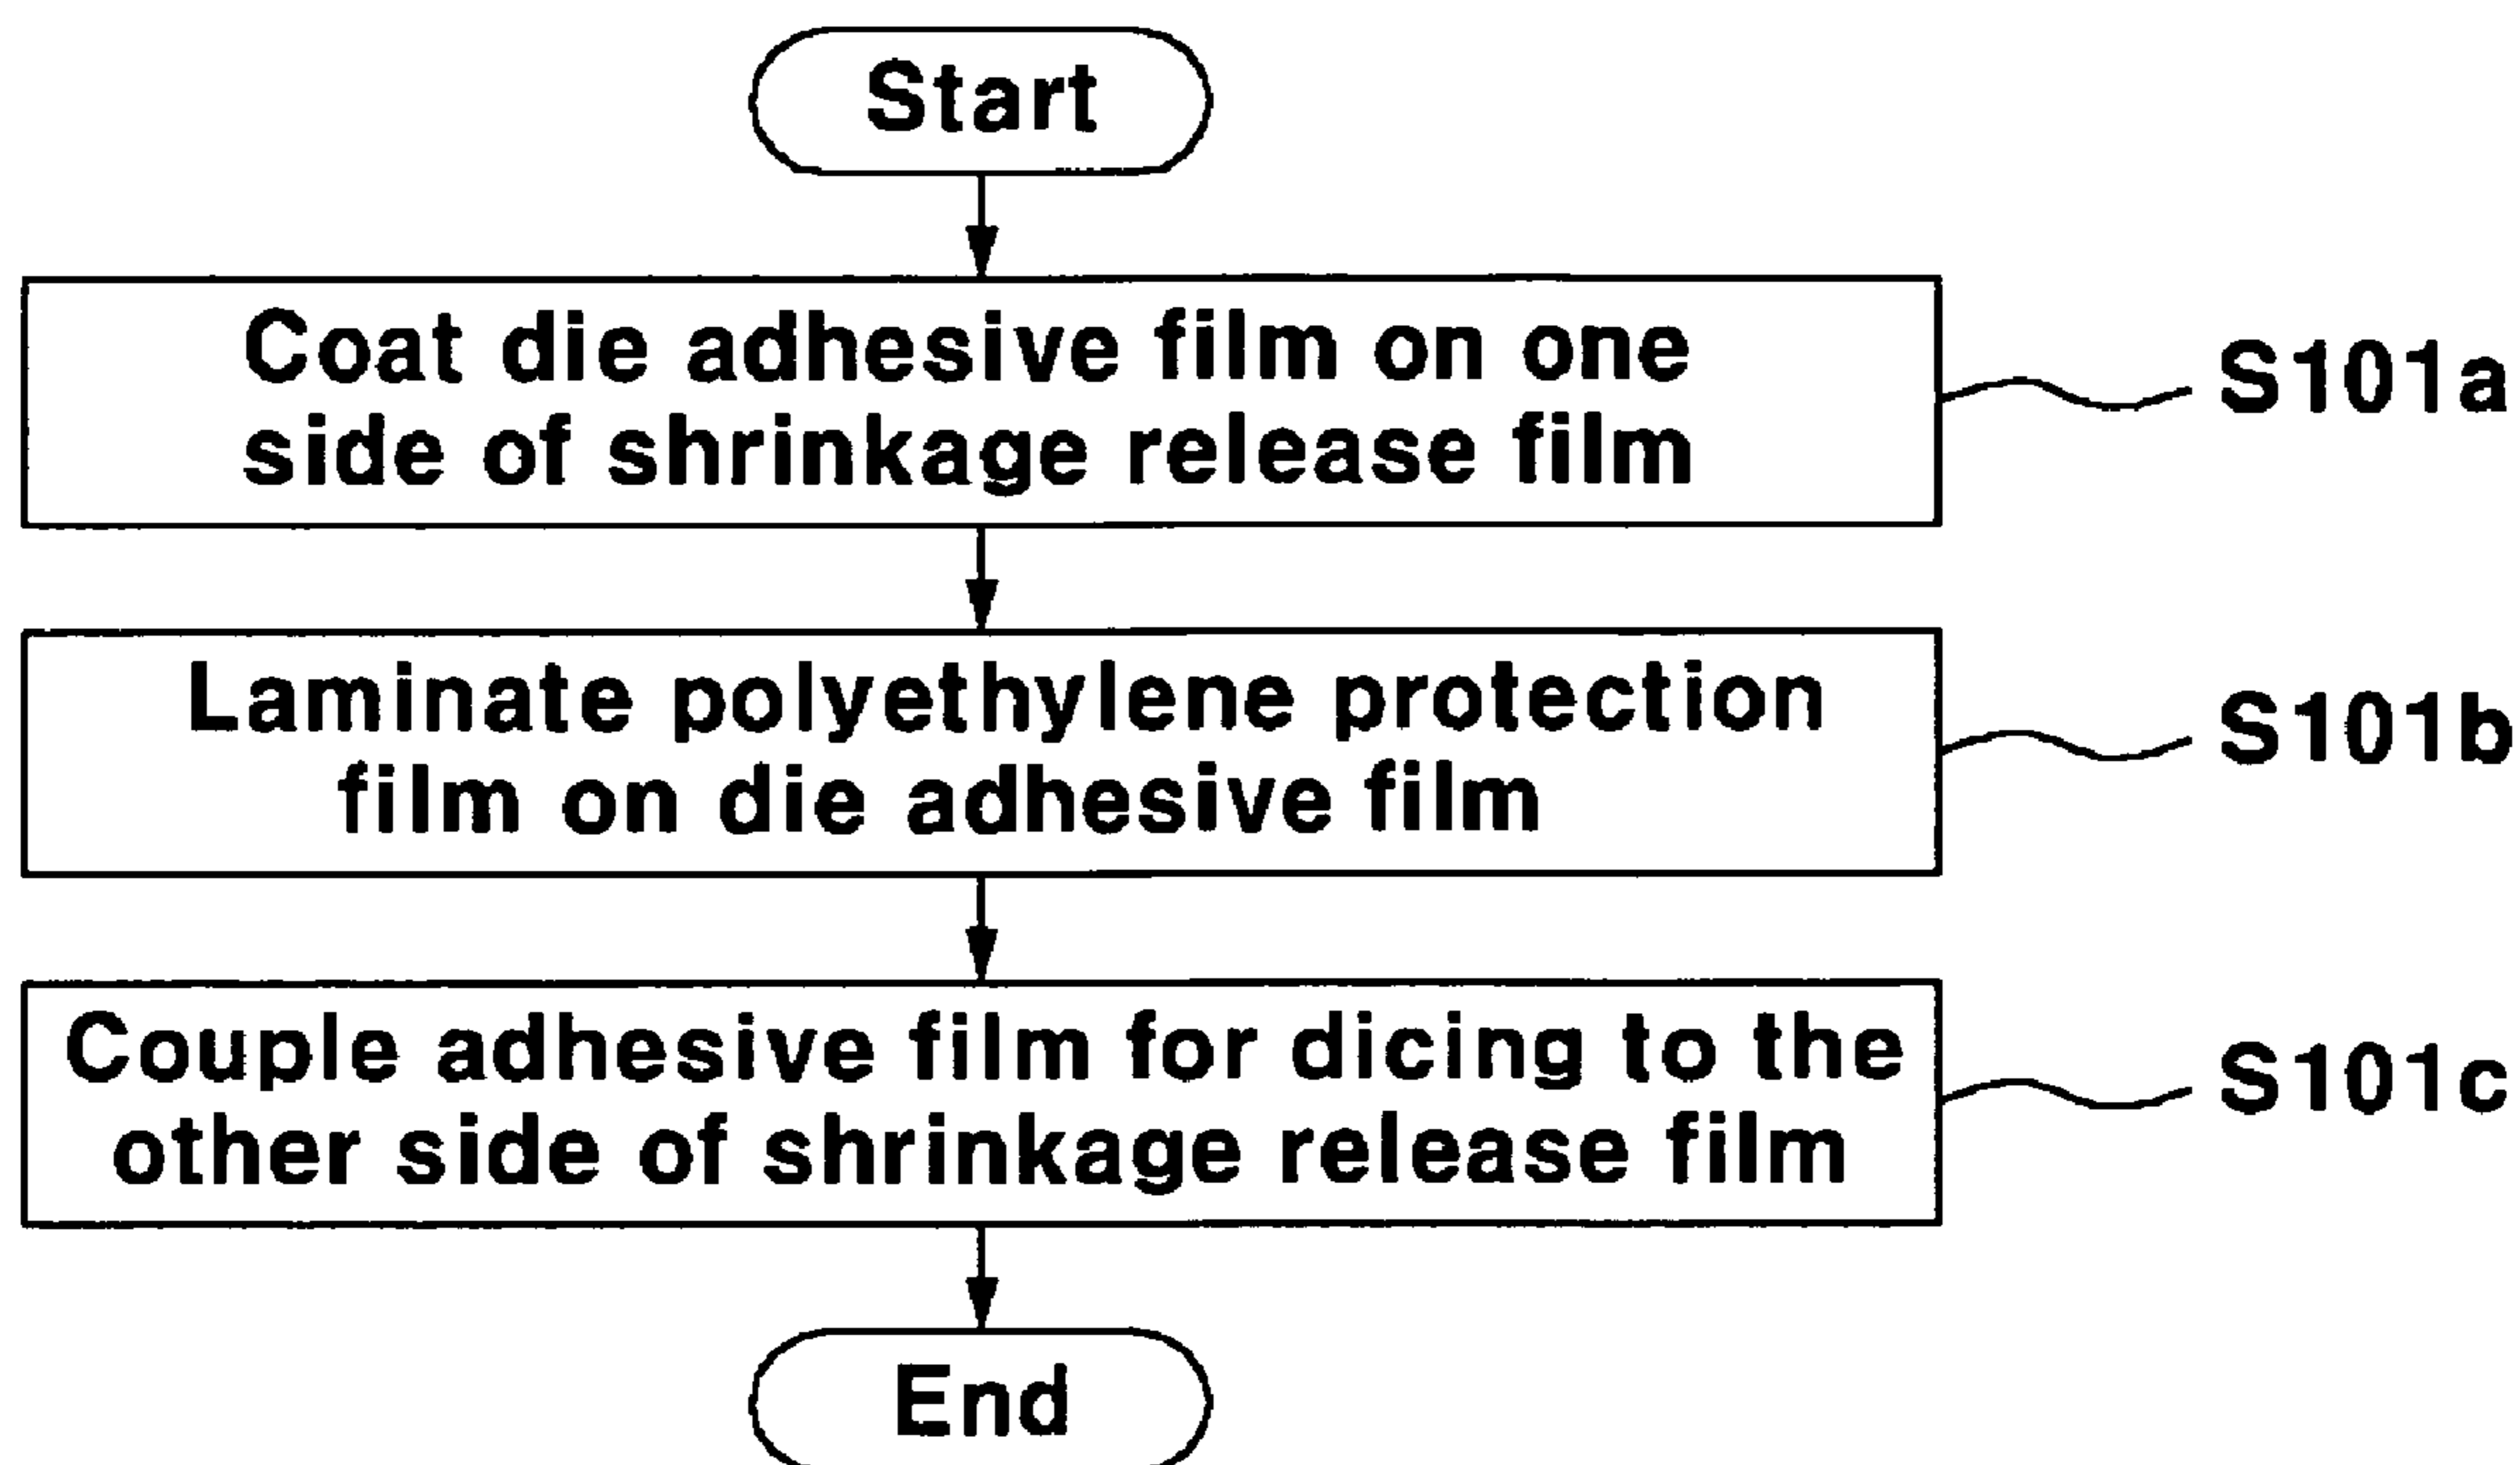 Start
Coat die adhesive film on one
side of shrinkage release film
S101a
Laminate polyethylene protection
film on die adhesive film
S101b
Couple adhesive film for dicing to the
other side of shrinkage release film
S101c
End